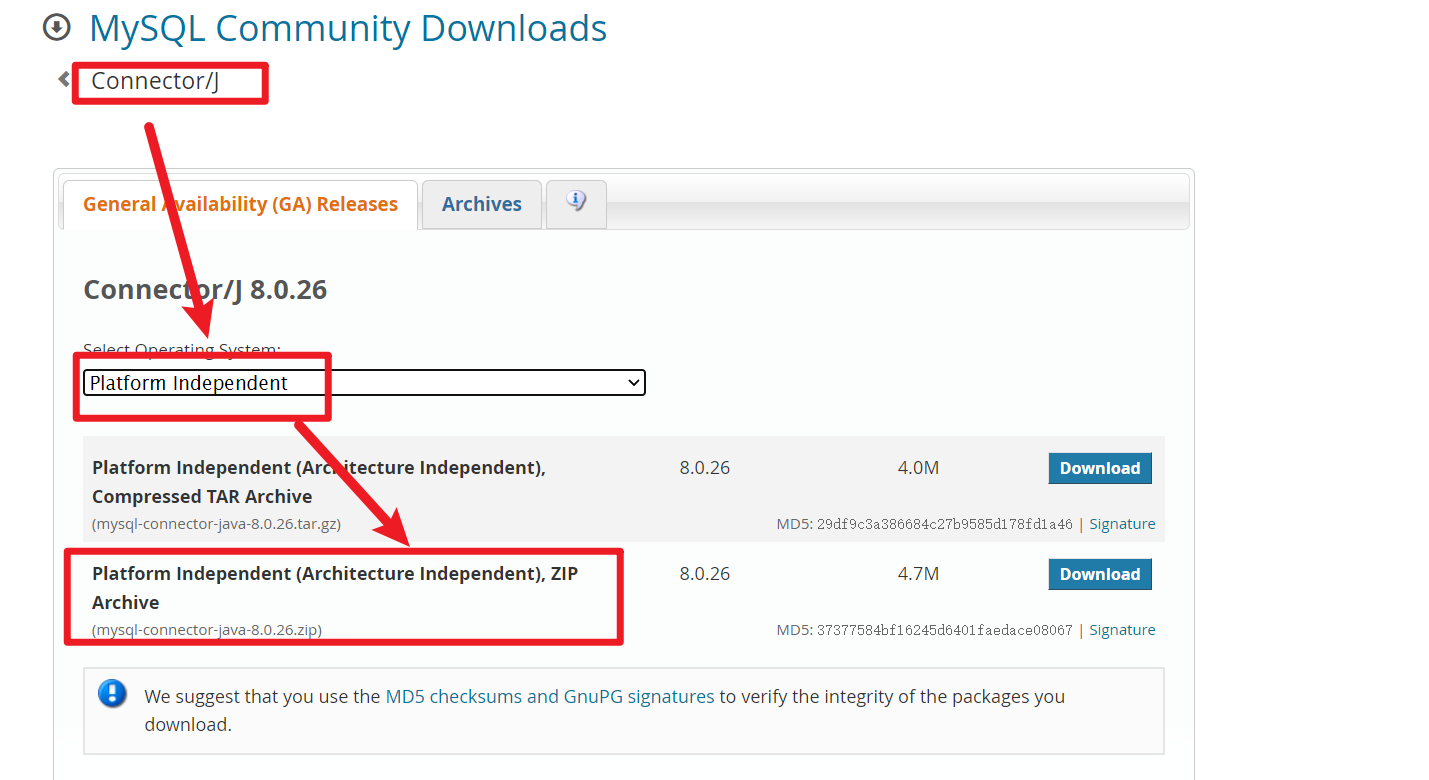 MySQL Community Downloads
Connector/J
General Availability (GA) Releases
Archives
Connector/J 8.0.26
Select Operating System:
Platform Independent
Platform Independent (Architecture Independent), 8.0.26 4.0M Download
Compressed TAR Archive
(mysql-connector-java-8.0.26.tar.gz) MD5: 29df9c3a386684c27b9585d178fd1a46 | Signature
Platform Independent (Architecture Independent), ZIP 8.0.26 4.7M Download
Archive
(mysql-connector-java-8.0.26.zip) MD5: 37377584bf16245d6401faedace08067 | Signature
We suggest that you use the MD5 checksums and GnuPG signatures to verify the integrity of the packages you
download.